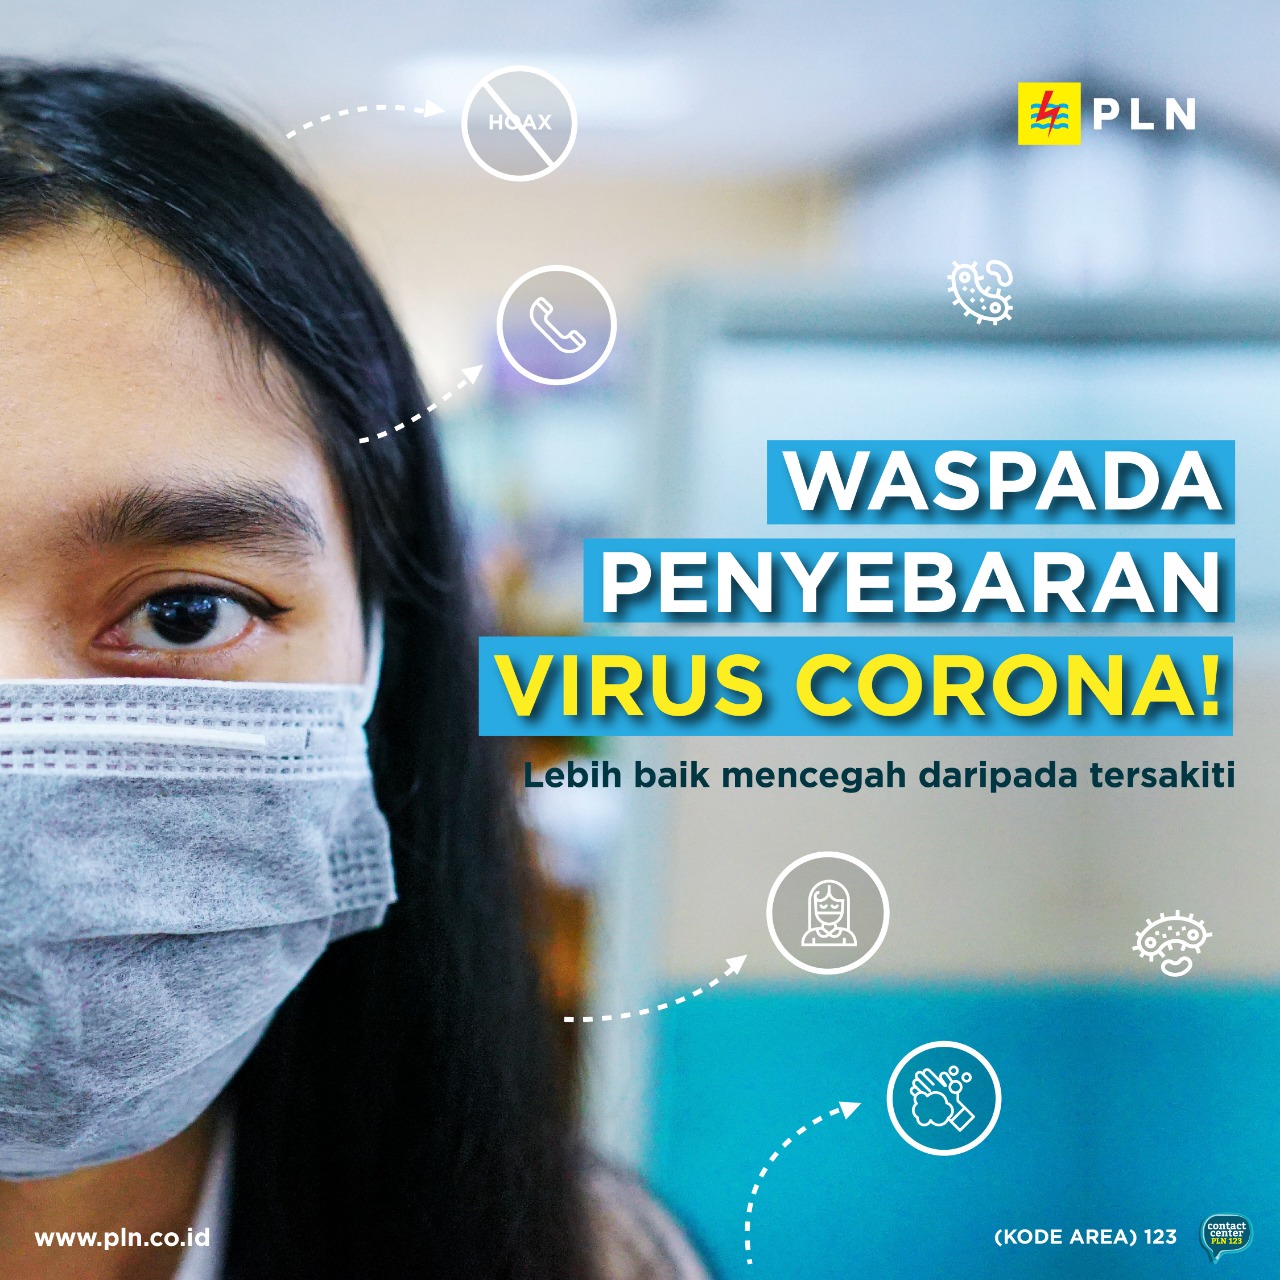 HOAX
PLN
WASPADA
PENYEBARAN
VIRUS CORONA!
Lebih baik mencegah daripada tersakiti
www.pln.co.id
(KODE AREA) 123
contact
center
PLN 123